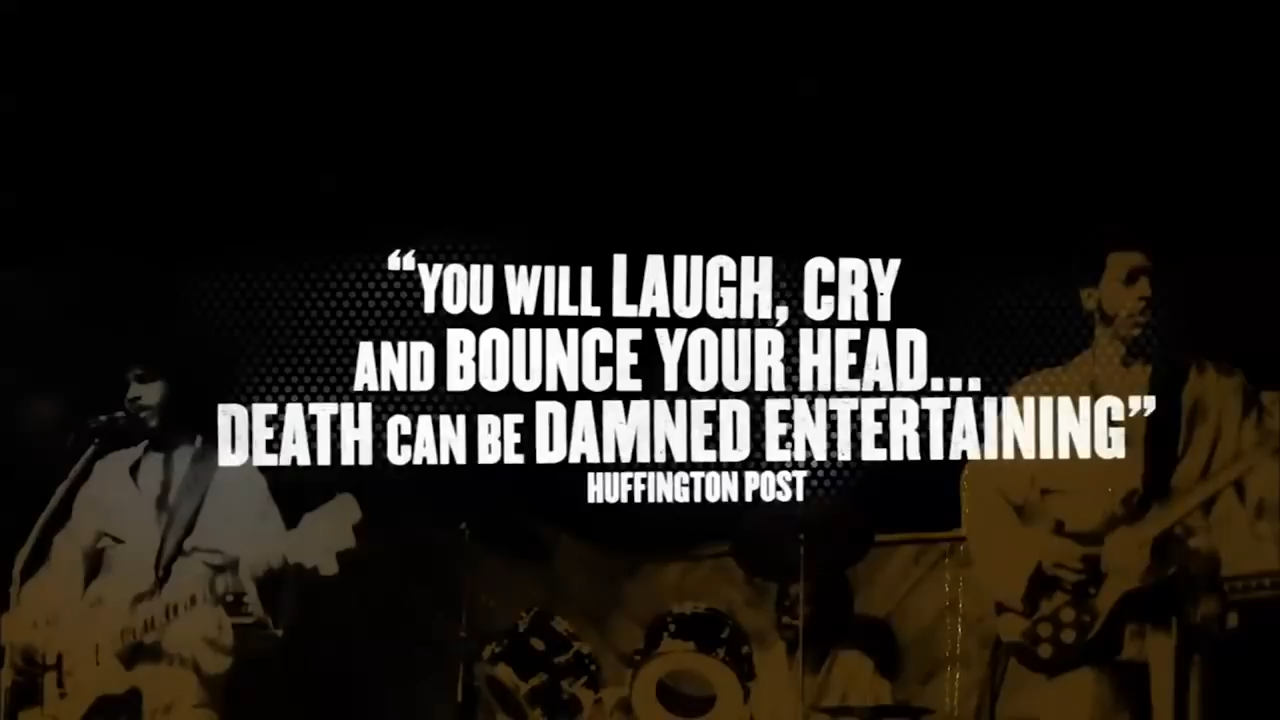 “YOU WILL LAUGH, CRY
AND BOUNCE YOUR HEAD...
DEATH CAN BE DAMNED ENTERTAINING”
HUFFINGTON POST